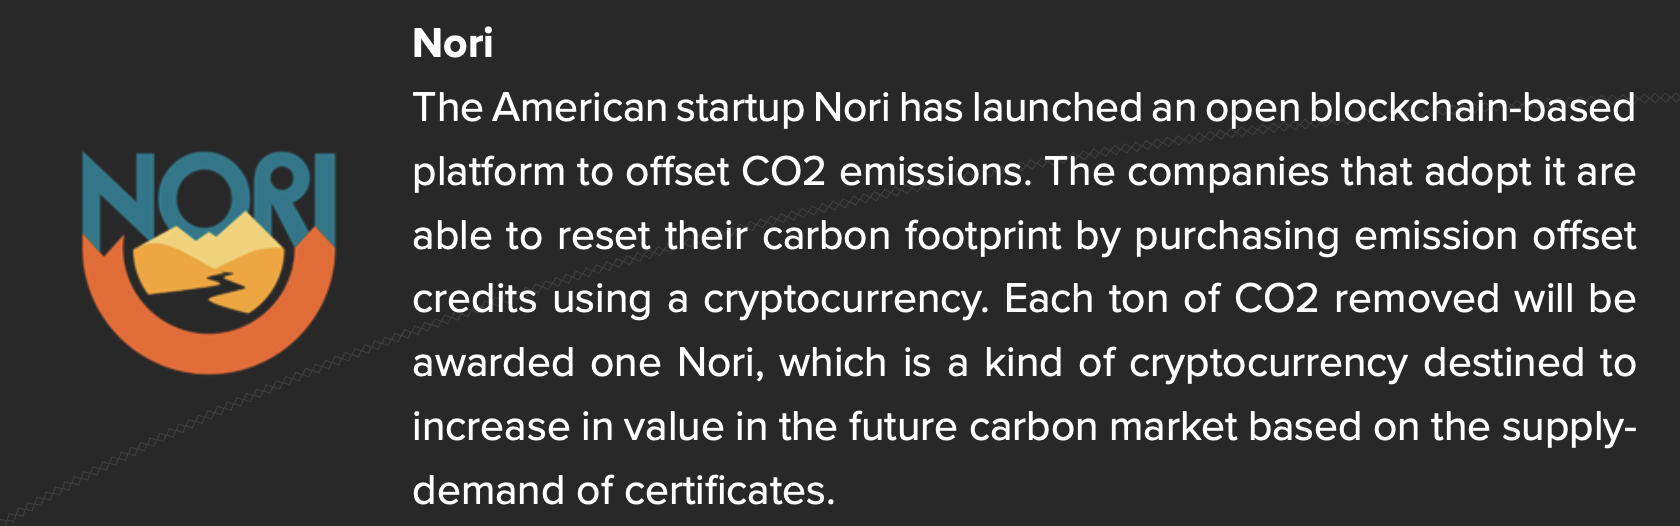 Nori
NORI
The American startup Nori has launched an open blockchain-based
platform to offset CO2 emissions. The companies that adopt it are
able to reset their carbon footprint by purchasing emission offset
credits using a cryptocurrency. Each ton of CO2 removed will be
awarded one Nori, which is a kind of cryptocurrency destined to
increase in value in the future carbon market based on the supply-
demand of certificates.